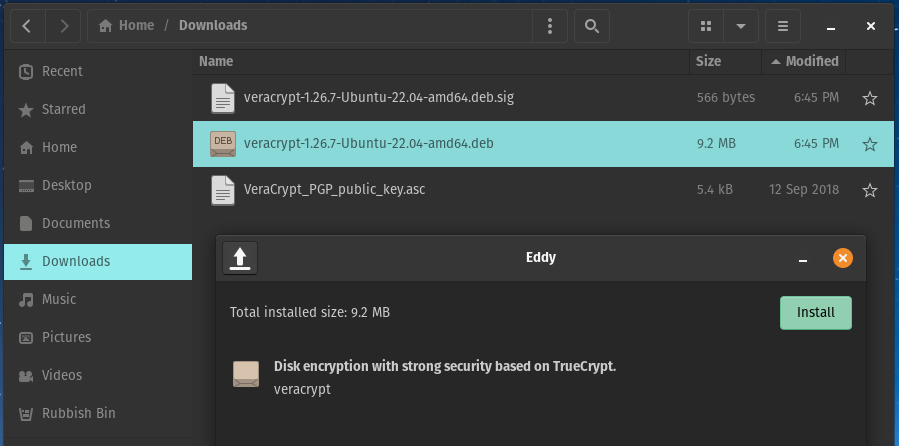 Home / Downloads
Name Size Modified
Recent
Starred
Home
Desktop
Documents
Downloads
Music
Pictures
Videos
Rubbish Bin
veracrypt-1.26.7-Ubuntu-22.04-amd64.deb.sig 566 bytes 6:45 PM
DEB
veracrypt-1.26.7-Ubuntu-22.04-amd64.deb 9.2 MB 6:45 PM
VeraCrypt_PGP_public_key.asc 5.4 kB 12 Sep 2018
Eddy
Total installed size: 9.2 MB
Install
Disk encryption with strong security based on TrueCrypt.
veracrypt